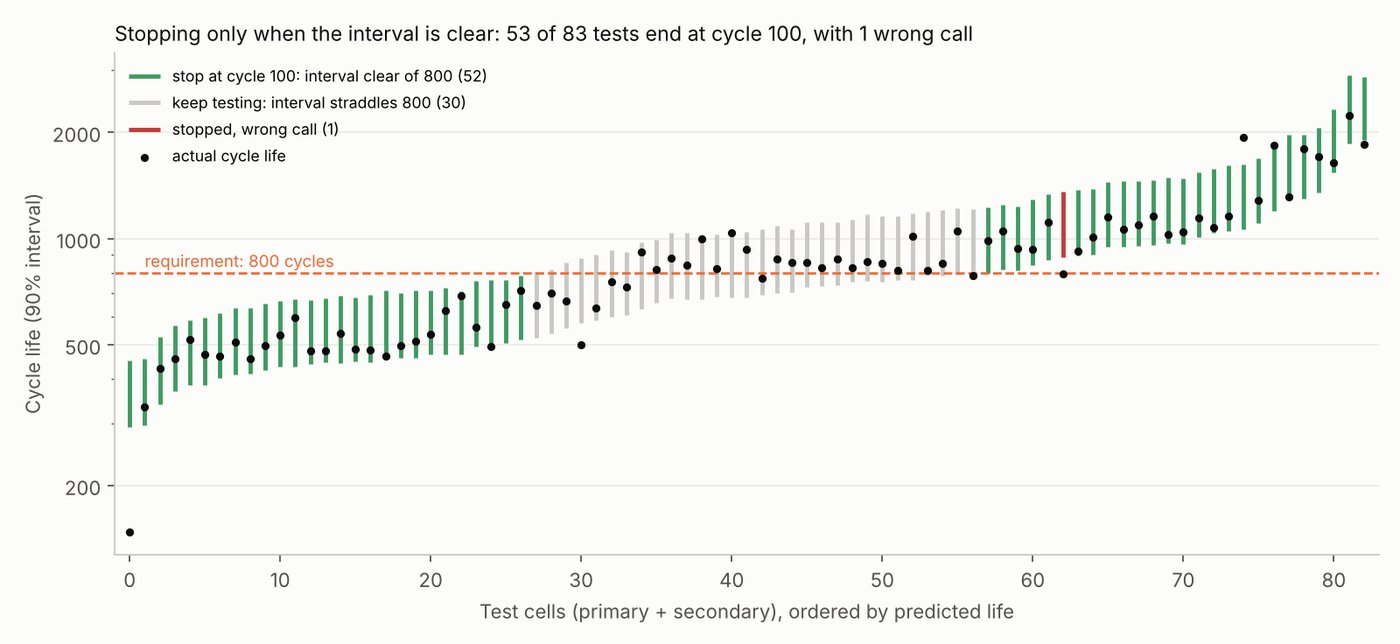 Stopping only when the interval is clear: 53 of 83 tests end at cycle 100, with 1 wrong call
stop at cycle 100: interval clear of 800 (52)
keep testing: interval straddles 800 (30)
stopped, wrong call (1)
actual cycle life
2000
1000
500
200
Cycle life (90% interval)
requirement: 800 cycles
0 10 20 30 40 50 60 70 80
Test cells (primary + secondary), ordered by predicted life